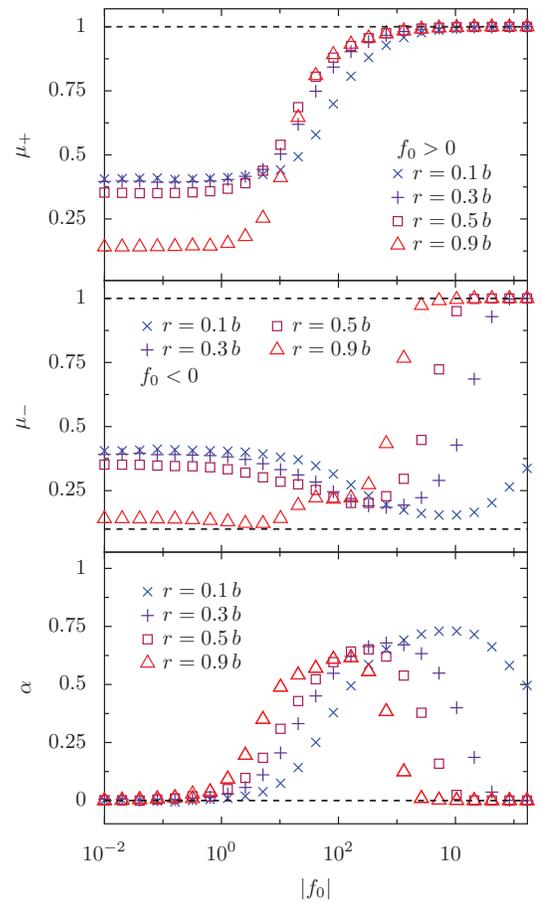 1
0.75
μ+
0.5
f0 > 0
r = 0.1 b
r = 0.3 b
0.25
r = 0.5 b
r = 0.9 b
1
r = 0.1 b r = 0.5 b
r = 0.3 b r = 0.9 b
0.75
f0 < 0
μ−
0.5
0.25
1
r = 0.1 b
r = 0.3 b
0.75
r = 0.5 b
r = 0.9 b
α
0.5
0.25
0
10−2 100 102 10
|f0|